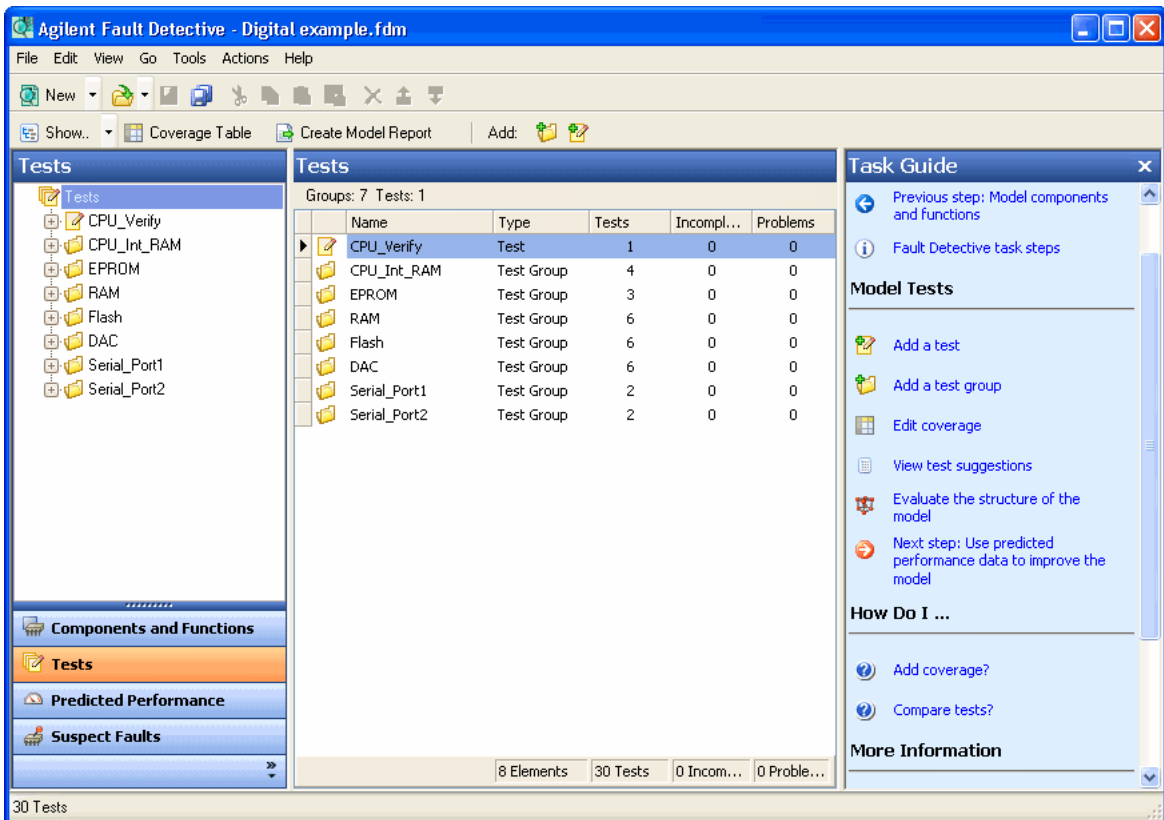 Agilent Fault Detective - Digital example.fdm
File Edit View Go Tools Actions Help
New
Show.. Coverage Table Create Model Report Add:
Tests
Tests
CPU_Verify
CPU_Int_RAM
EPROM
RAM
Flash
DAC
Serial_Port1
Serial_Port2
Components and Functions
Tests
Predicted Performance
Suspect Faults
Tests
Groups: 7 Tests: 1
Name Type Tests Incompl... Problems
CPU_Verify Test 1 0 0
CPU_Int_RAM Test Group 4 0 0
EPROM Test Group 3 0 0
RAM Test Group 6 0 0
Flash Test Group 6 0 0
DAC Test Group 6 0 0
Serial_Port1 Test Group 2 0 0
Serial_Port2 Test Group 2 0 0
8 Elements 30 Tests 0 Incom... 0 Proble...
Task Guide
Previous step: Model components
and functions
Fault Detective task steps
Model Tests
Add a test
Add a test group
Edit coverage
View test suggestions
Evaluate the structure of the
model
Next step: Use predicted
performance data to improve the
model
How Do I ...
Add coverage?
Compare tests?
More Information
30 Tests